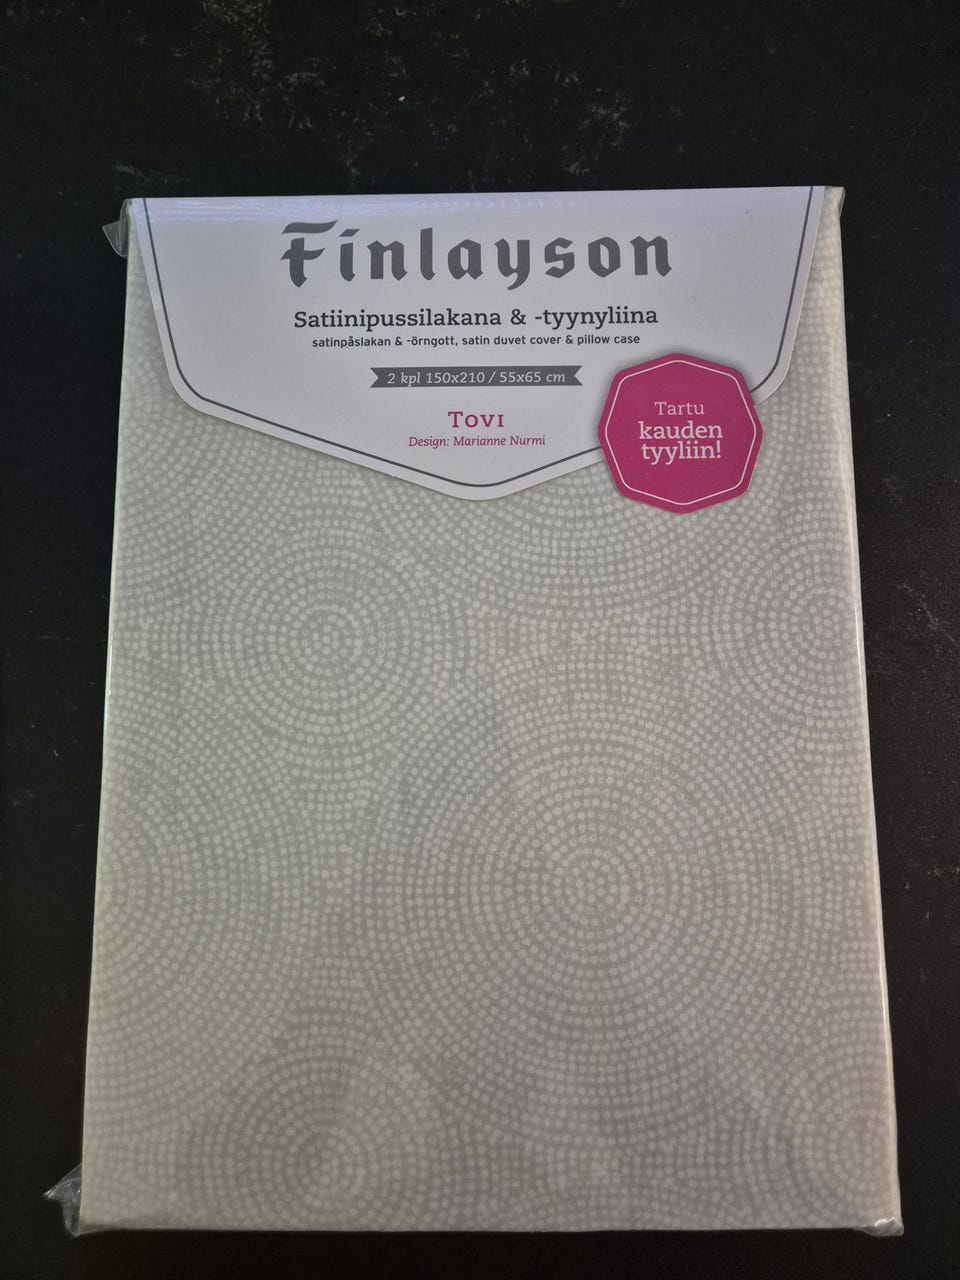 Finlayson
Satiinipussilakana & -tyynyliina
satinpåslakan & -örngott, satin duvet cover & pillow case
2 kpl 150x210 / 55x65 cm
Tovi
Design: Marianne Nurmi
Tartu
kauden
tyyliin!